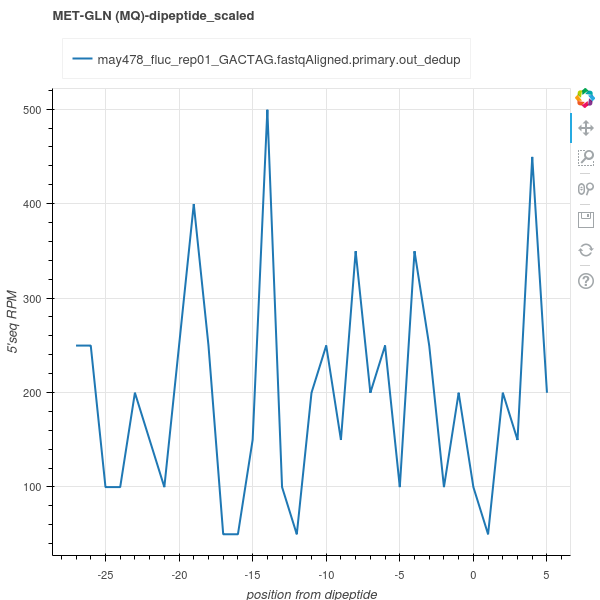 MET-GLN (MQ)-dipeptide_scaled
may478_fluc_rep01_GACTAG.fastqAligned.primary.out_dedup
500
400
300
200
100
5'seq RPM
-25 -20 -15 -10 -5 0 5
position from dipeptide